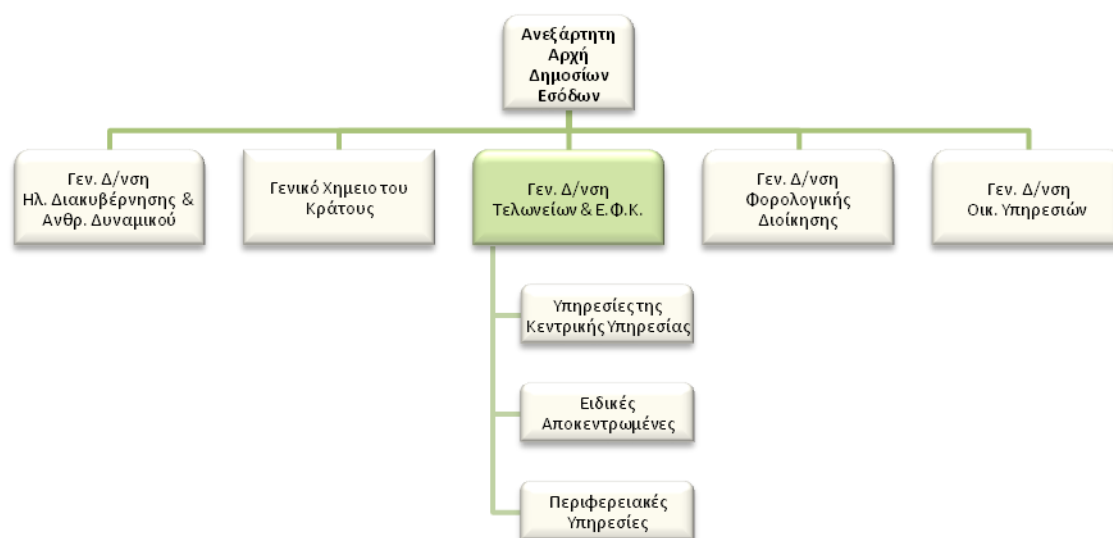 Ανεξάρτητη
Αρχή
Δημοσίων
Εσόδων
Γεν. Δ/νση
Ηλ. Διακυβέρνησης &
Ανθρ. Δυναμικού
Γενικό Χημειο του
Κράτους
Γεν. Δ/νση
Τελωνείων & Ε.Φ.Κ.
Γεν. Δ/νση
Φορολογικής
Διοίκησης
Γεν. Δ/νση
Οικ. Υπηρεσιών
Υπηρεσίες της
Κεντρικής Υπηρεσίας
Ειδικές
Αποκεντρωμένες
Περιφερειακές
Υπηρεσίες